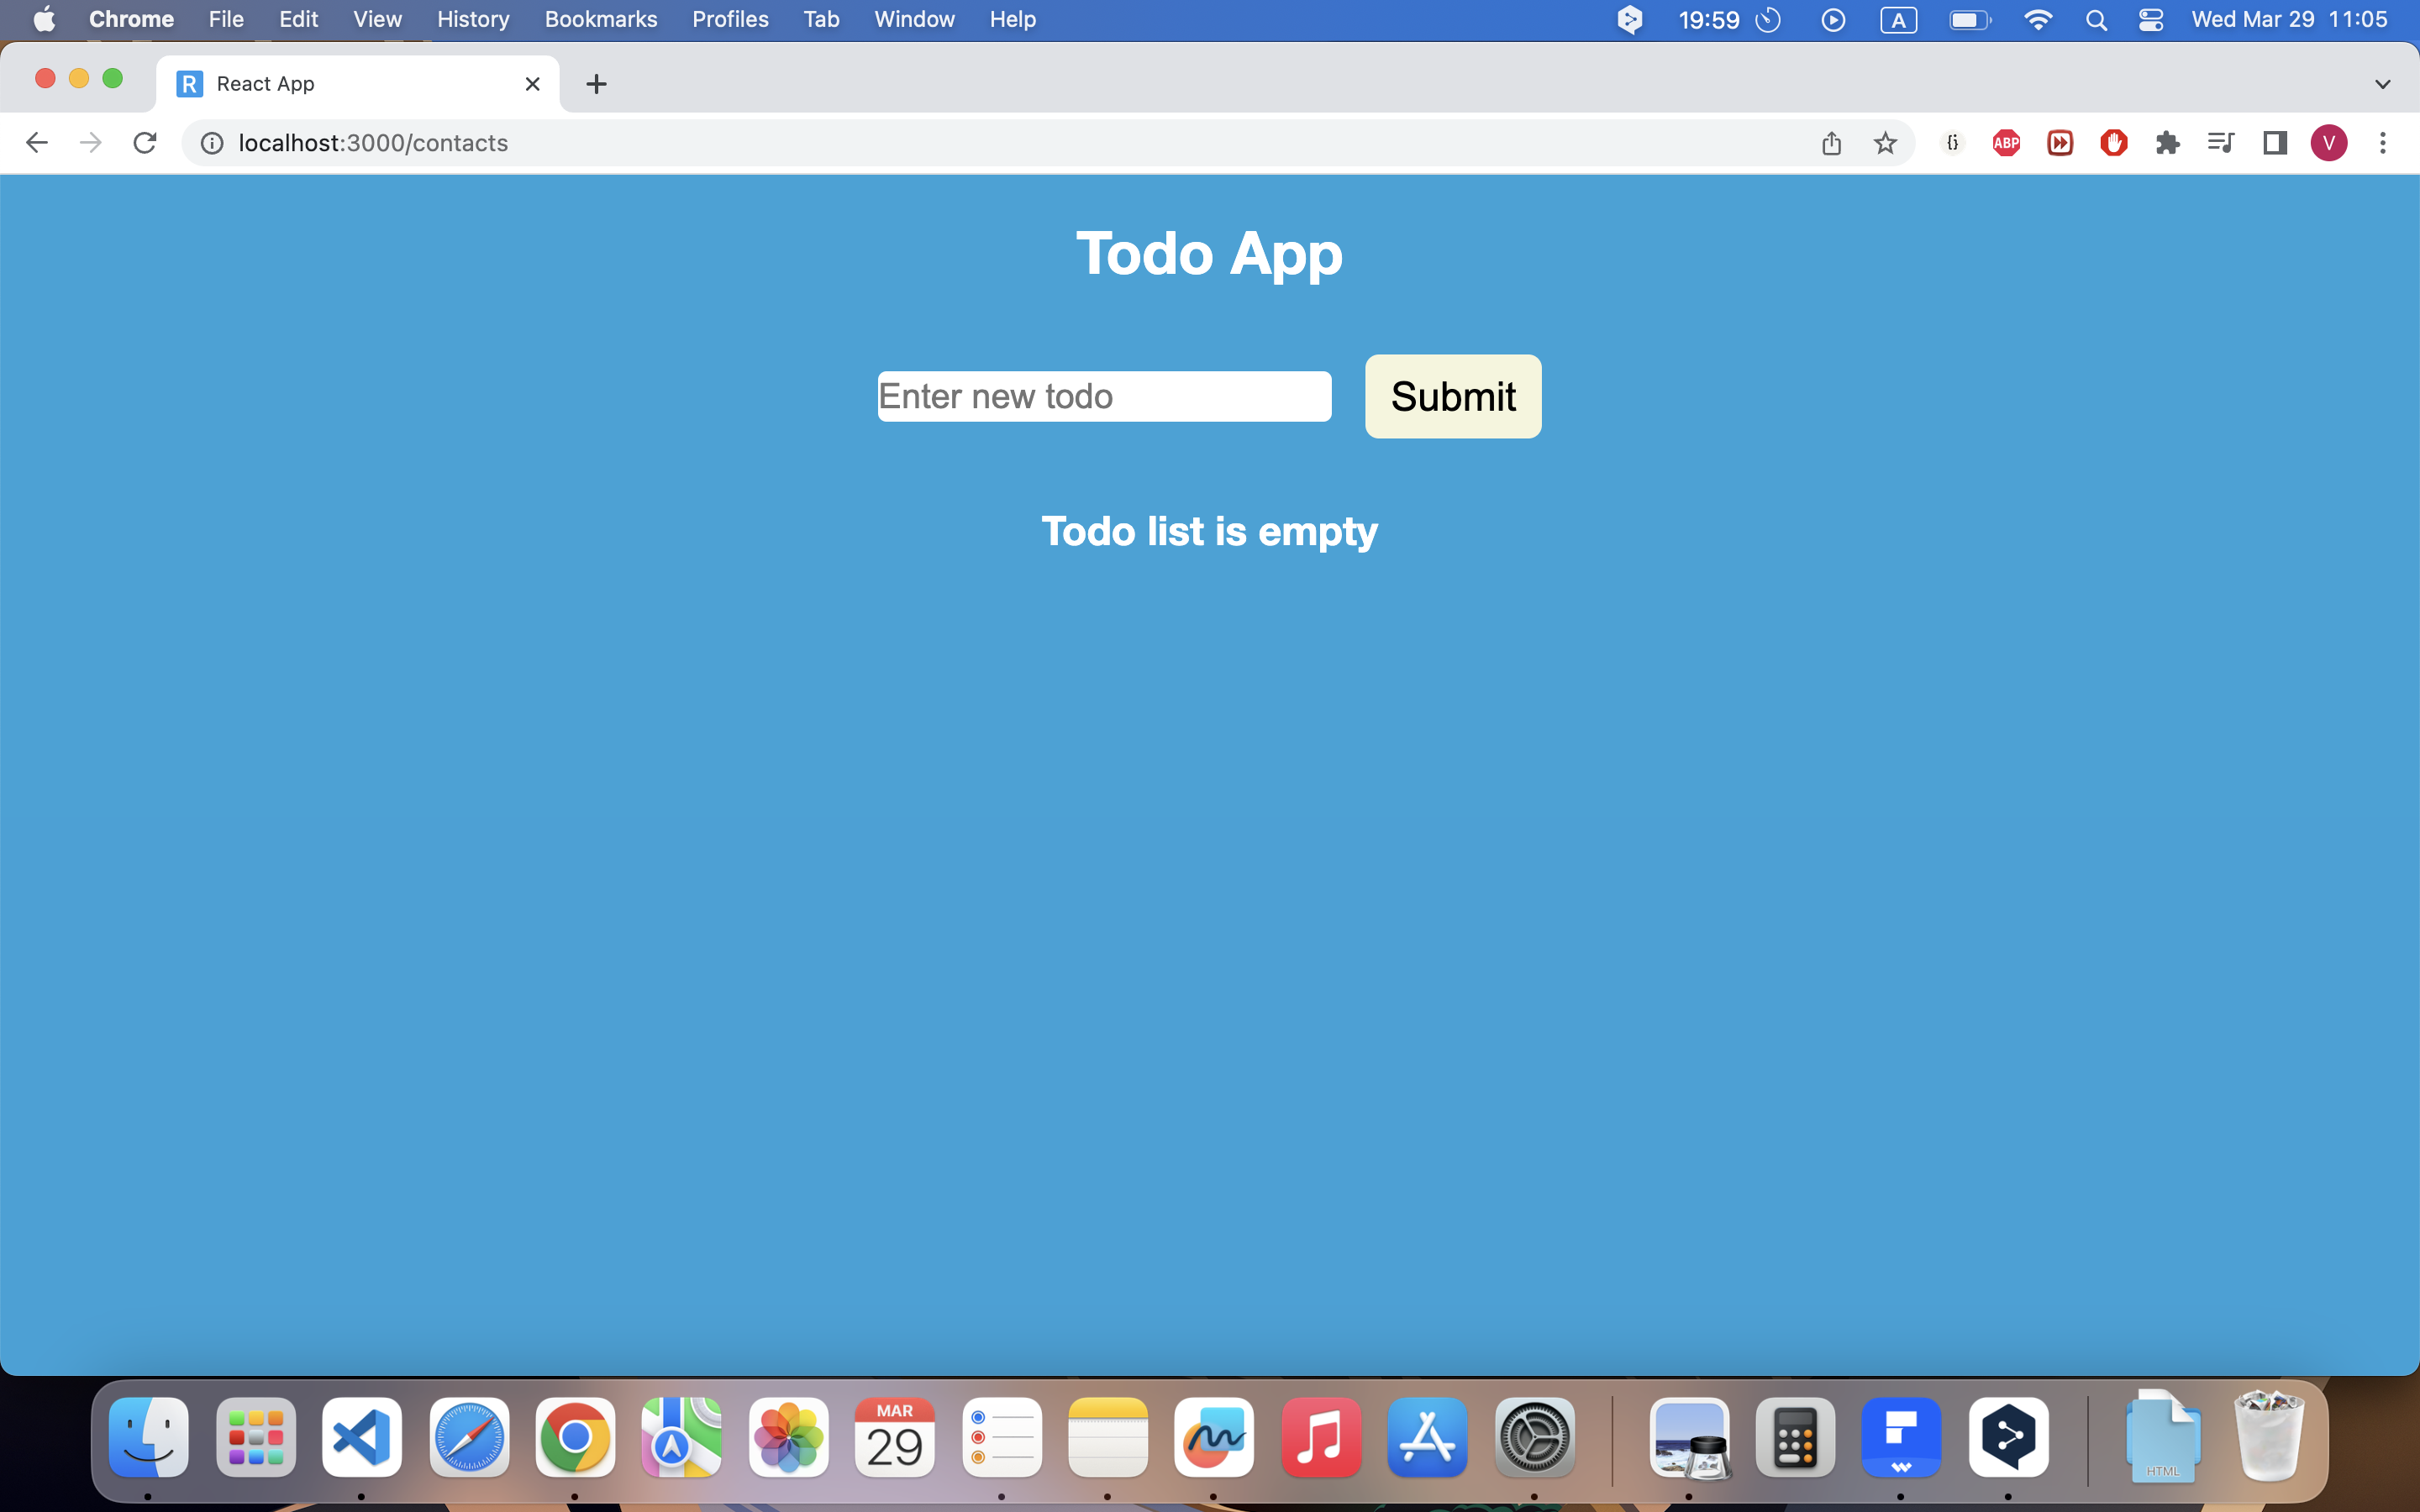 Chrome File Edit View History Bookmarks Profiles Tab Window Help 19:59 A Wed Mar 29 11:05
R React App
localhost:3000/contacts {} ABP V
Todo App
Enter new todo Submit
Todo list is empty
MAR
29
HTML